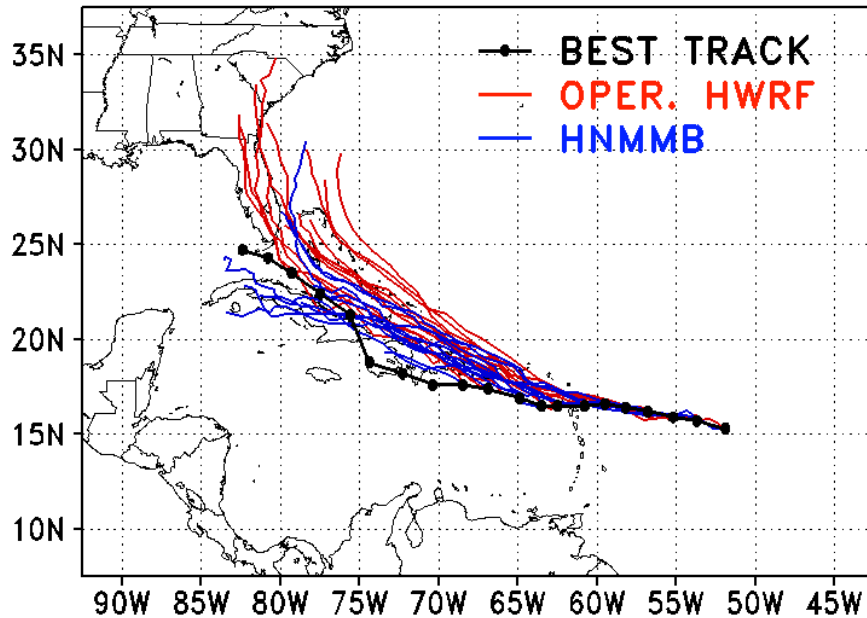 35N
30N
25N
20N
15N
10N
BEST TRACK
OPER. HWRF
HNMMB
90W 85W 80W 75W 70W 65W 60W 55W 50W 45W